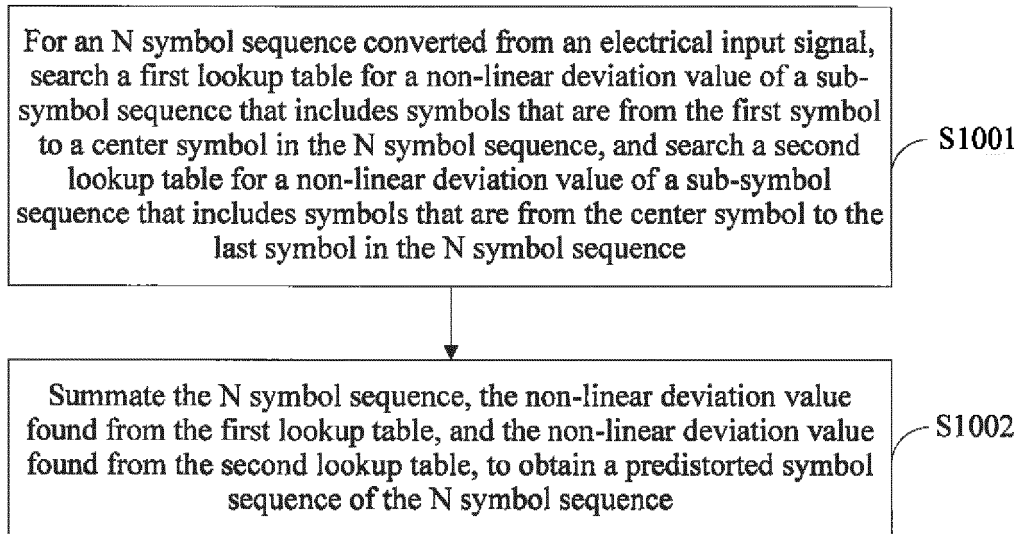 For an N symbol sequence converted from an electrical input signal,
search a first lookup table for a non-linear deviation value of a sub-
symbol sequence that includes symbols that are from the first symbol
to a center symbol in the N symbol sequence, and search a second
lookup table for a non-linear deviation value of a sub-symbol
sequence that includes symbols that are from the center symbol to the
last symbol in the N symbol sequence
S1001
Summate the N symbol sequence, the non-linear deviation value
found from the first lookup table, and the non-linear deviation value
found from the second lookup table, to obtain a predistorted symbol
sequence of the N symbol sequence
S1002